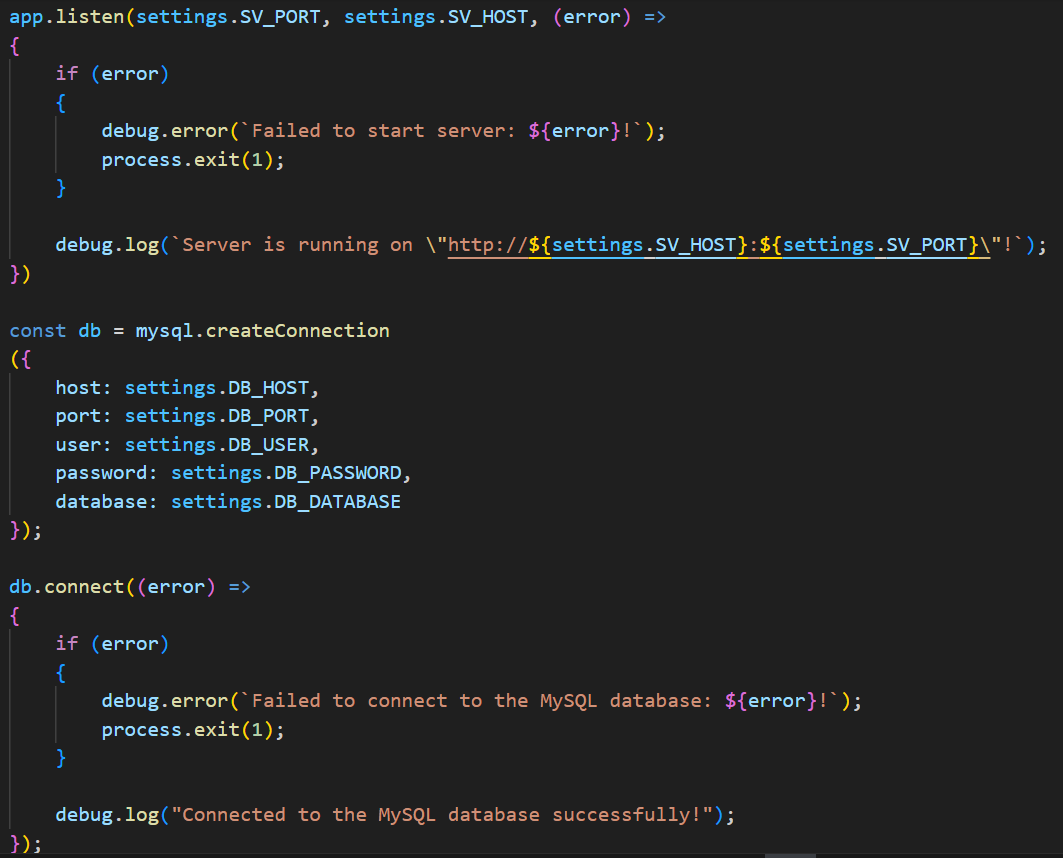 app.listen(settings.SV_PORT, settings.SV_HOST, (error) =>
{
    if (error)
    {
        debug.error(`Failed to start server: ${error}!`);
        process.exit(1);
    }

    debug.log(`Server is running on \"http://${settings.SV_HOST}:${settings.SV_PORT}\"!`);
})

const db = mysql.createConnection
({
    host: settings.DB_HOST,
    port: settings.DB_PORT,
    user: settings.DB_USER,
    password: settings.DB_PASSWORD,
    database: settings.DB_DATABASE
});

db.connect((error) =>
{
    if (error)
    {
        debug.error(`Failed to connect to the MySQL database: ${error}!`);
        process.exit(1);
    }

    debug.log("Connected to the MySQL database successfully!");
});